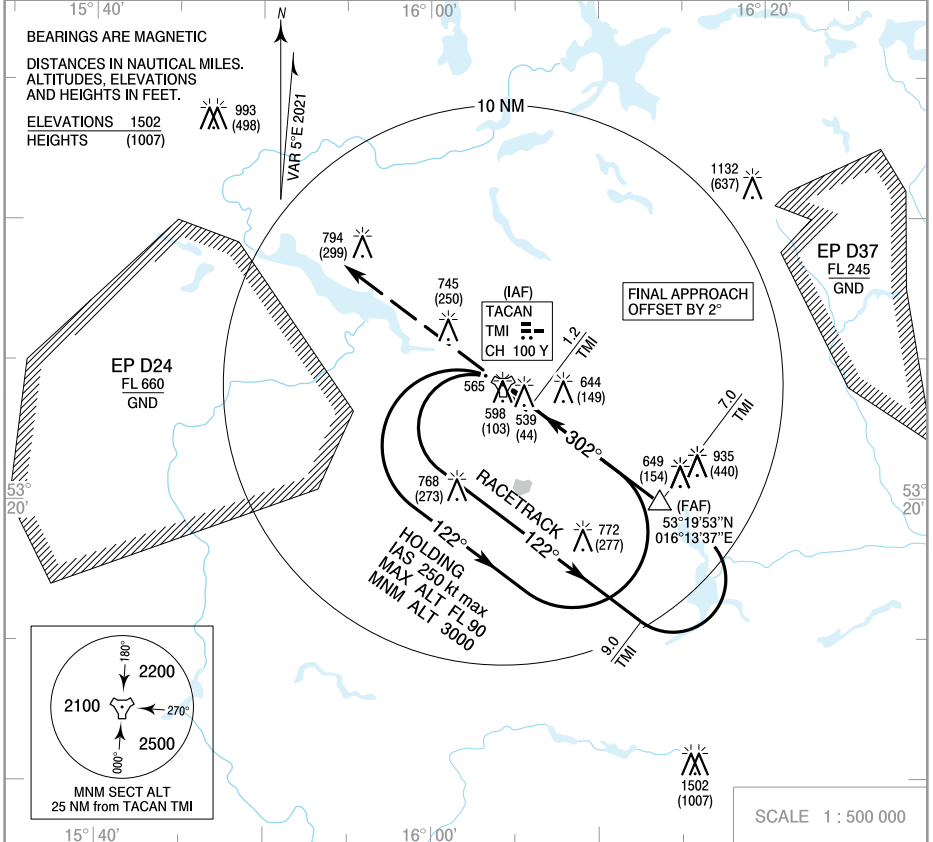 15°40'
16°00'
16°20'
BEARINGS ARE MAGNETIC
DISTANCES IN NAUTICAL MILES.
ALTITUDES, ELEVATIONS
AND HEIGHTS IN FEET.
ELEVATIONS 1502
HEIGHTS (1007)
993
(498)
N
VAR 5°E 2021
10 NM
1132
(637)
EP D37
FL 245
GND
794
(299)
745
(250)
(IAF)
TACAN
TMI
CH 100 Y
FINAL APPROACH
OFFSET BY 2°
1.2
TMI
EP D24
FL 660
GND
565
598
(103)
539
(44)
644
(149)
7.0
TMI
302°
649
(154)
935
(440)
(FAF)
53°19'53"N
016°13'37"E
53°
20'
53°
20'
768
(273)
RACETRACK
122°
772
(277)
122°
HOLDING
IAS 250 kt max
MAX ALT FL 90
MNM ALT 3000
9.0
TMI
180°
2200
2100
270°
2500
000°
MNM SECT ALT
25 NM from TACAN TMI
1502
(1007)
SCALE 1 : 500 000
15°40'
16°00'